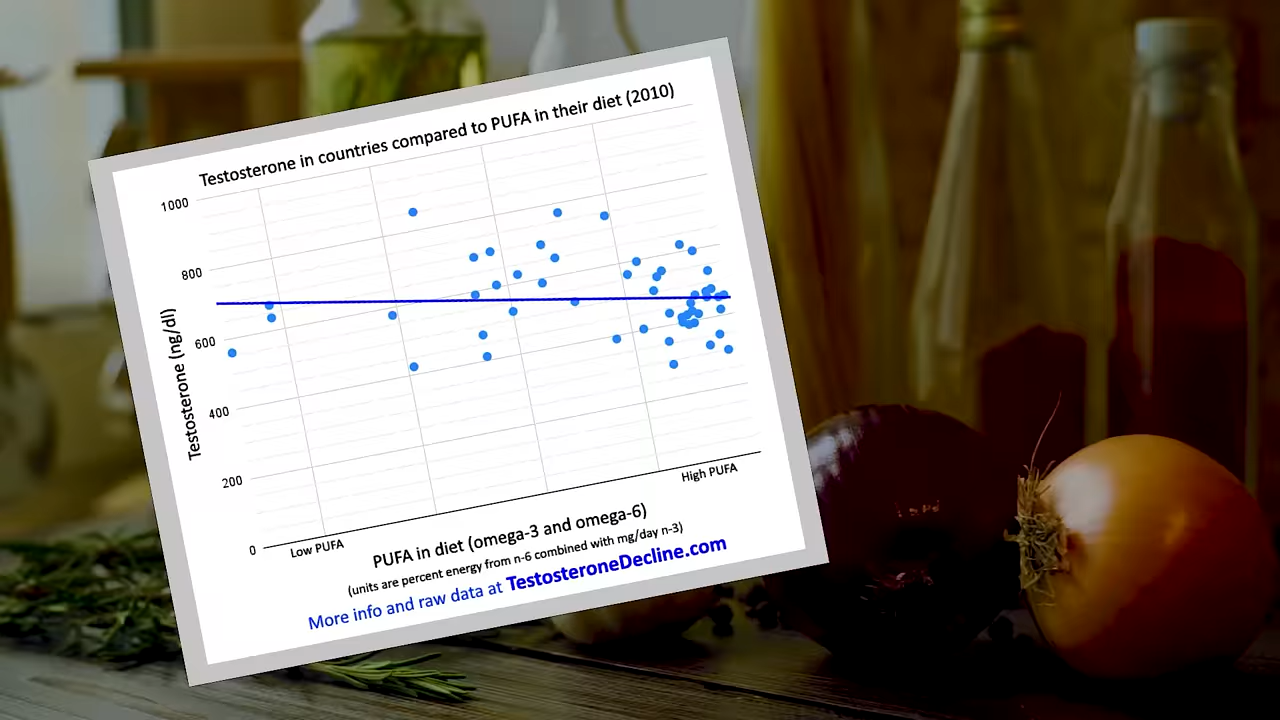 Testosterone in countries compared to PUFA in their diet (2010)
1000
800
600
400
200
0
Testosterone (ng/dl)
Low PUFA
High PUFA
PUFA in diet (omega-3 and omega-6)
(units are percent energy from n-6 combined with mg/day n-3)
More info and raw data at TestosteroneDecline.com